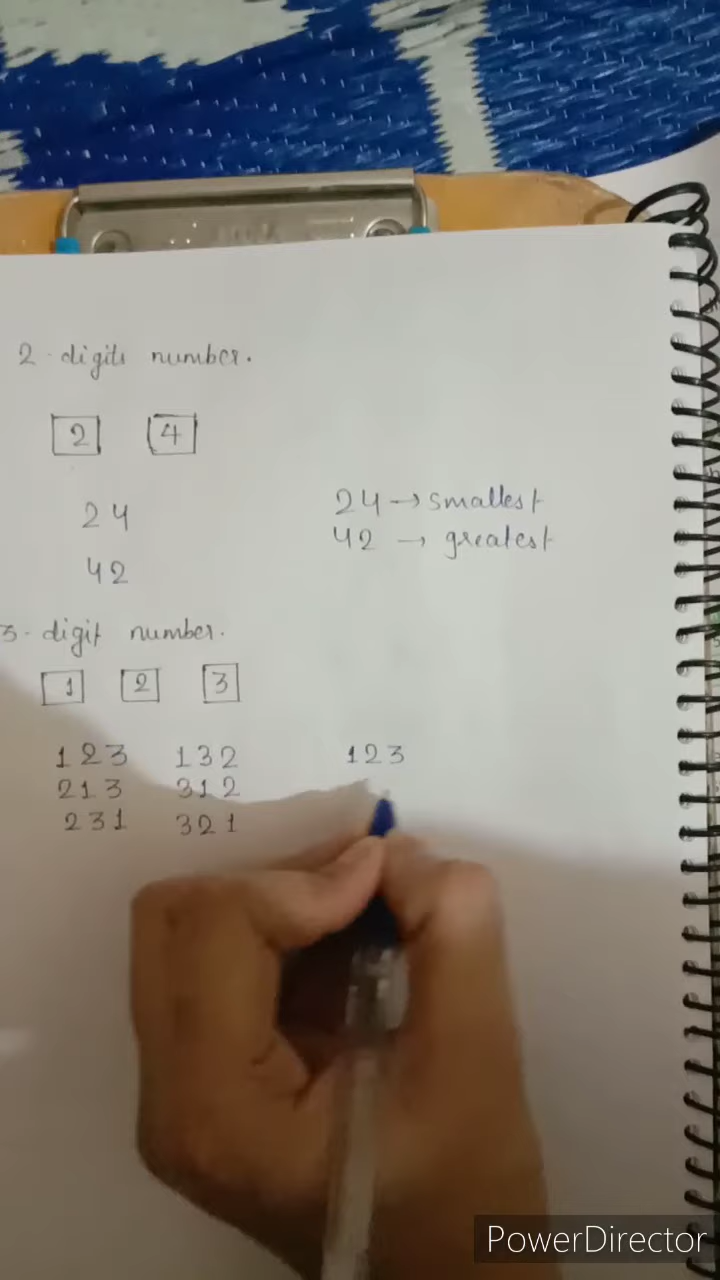 2-digits number.
2 4
24
42
24 → smallest
42 → greatest
3-digit number.
1 2 3
123 132
213 312
231 321
123
PowerDirector